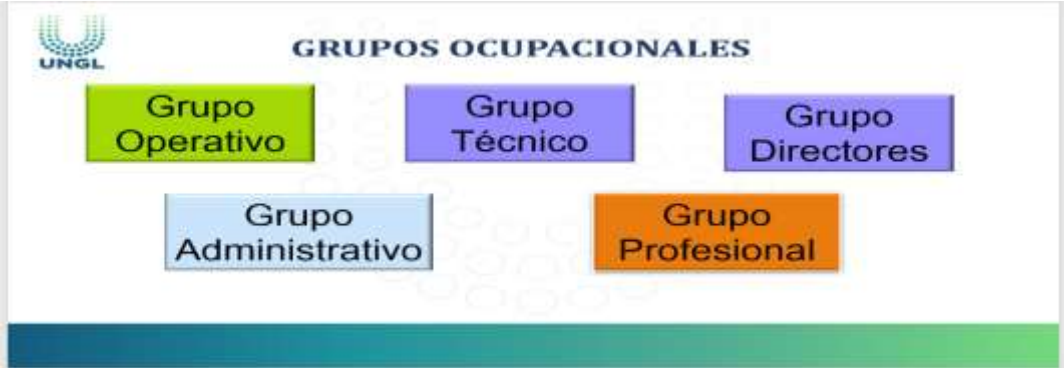 UNGL
GRUPOS OCUPACIONALES
Grupo
Operativo
Grupo
Técnico
Grupo
Directores
Grupo
Administrativo
Grupo
Profesional